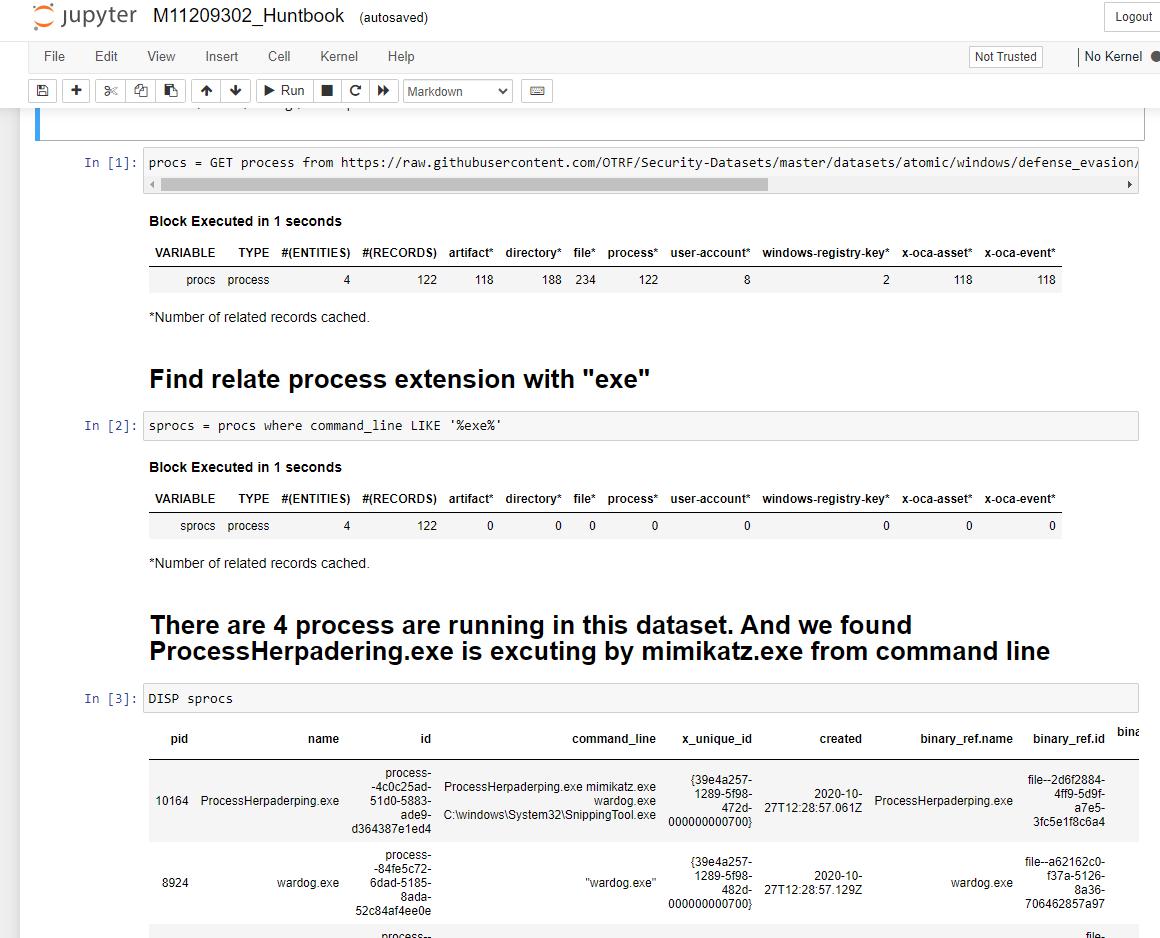 jupyter M11209302_Huntbook (autosaved)
Logout
File Edit View Insert Cell Kernel Help
Not Trusted
No Kernel
Run
Markdown
In [1]: procs = GET process from https://raw.githubusercontent.com/OTRF/Security-Datasets/master/datasets/atomic/windows/defense_evasion/
Block Executed in 1 seconds
VARIABLE TYPE #(ENTITIES) #(RECORDS) artifact* directory* file* process* user-account* windows-registry-key* x-oca-asset* x-oca-event*
procs process 4 122 118 188 234 122 8 2 118 118
*Number of related records cached.
Find relate process extension with "exe"
In [2]: sprocs = procs where command_line LIKE '%exe%'
Block Executed in 1 seconds
VARIABLE TYPE #(ENTITIES) #(RECORDS) artifact* directory* file* process* user-account* windows-registry-key* x-oca-asset* x-oca-event*
sprocs process 4 122 0 0 0 0 0 0 0 0
*Number of related records cached.
There are 4 process are running in this dataset. And we found
ProcessHerpadering.exe is excuting by mimikatz.exe from command line
In [3]: DISP sprocs
pid name id command_line x_unique_id created binary_ref.name binary_ref.id bina
10164 ProcessHerpaderping.exe
process-
-4c0c25ad-
51d0-5883-
ade9-
d364387e1ed4
ProcessHerpaderping.exe mimikatz.exe
wardog.exe
C:\windows\System32\SnippingTool.exe
{39e4a257-
1289-5f98-
472d-
000000000700}
2020-10-
27T12:28:57.061Z
ProcessHerpaderping.exe
file--2d6f2884-
4ff9-5d9f-
a7e5-
3fc5e1f8c6a4
8924 wardog.exe
process-
-84fe5c72-
6dad-5185-
8ada-
52c84af4ee0e
"wardog.exe"
{39e4a257-
1289-5f98-
482d-
000000000700}
2020-10-
27T12:28:57.129Z
wardog.exe
file--a62162c0-
f37a-5126-
8a36-
706462857a97
process--
file-